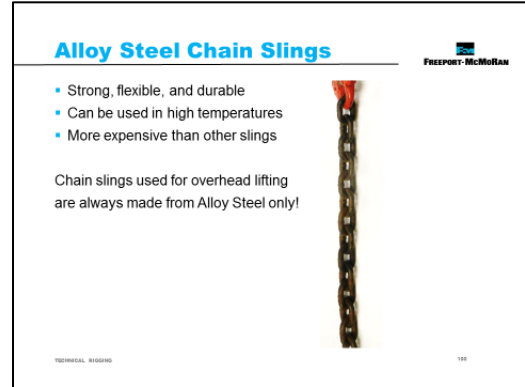 Alloy Steel Chain Slings
FCX
FREEPORT-McMoRAN
Strong, flexible, and durable
Can be used in high temperatures
More expensive than other slings
Chain slings used for overhead lifting
are always made from Alloy Steel only!
TECHNICAL RIGGING